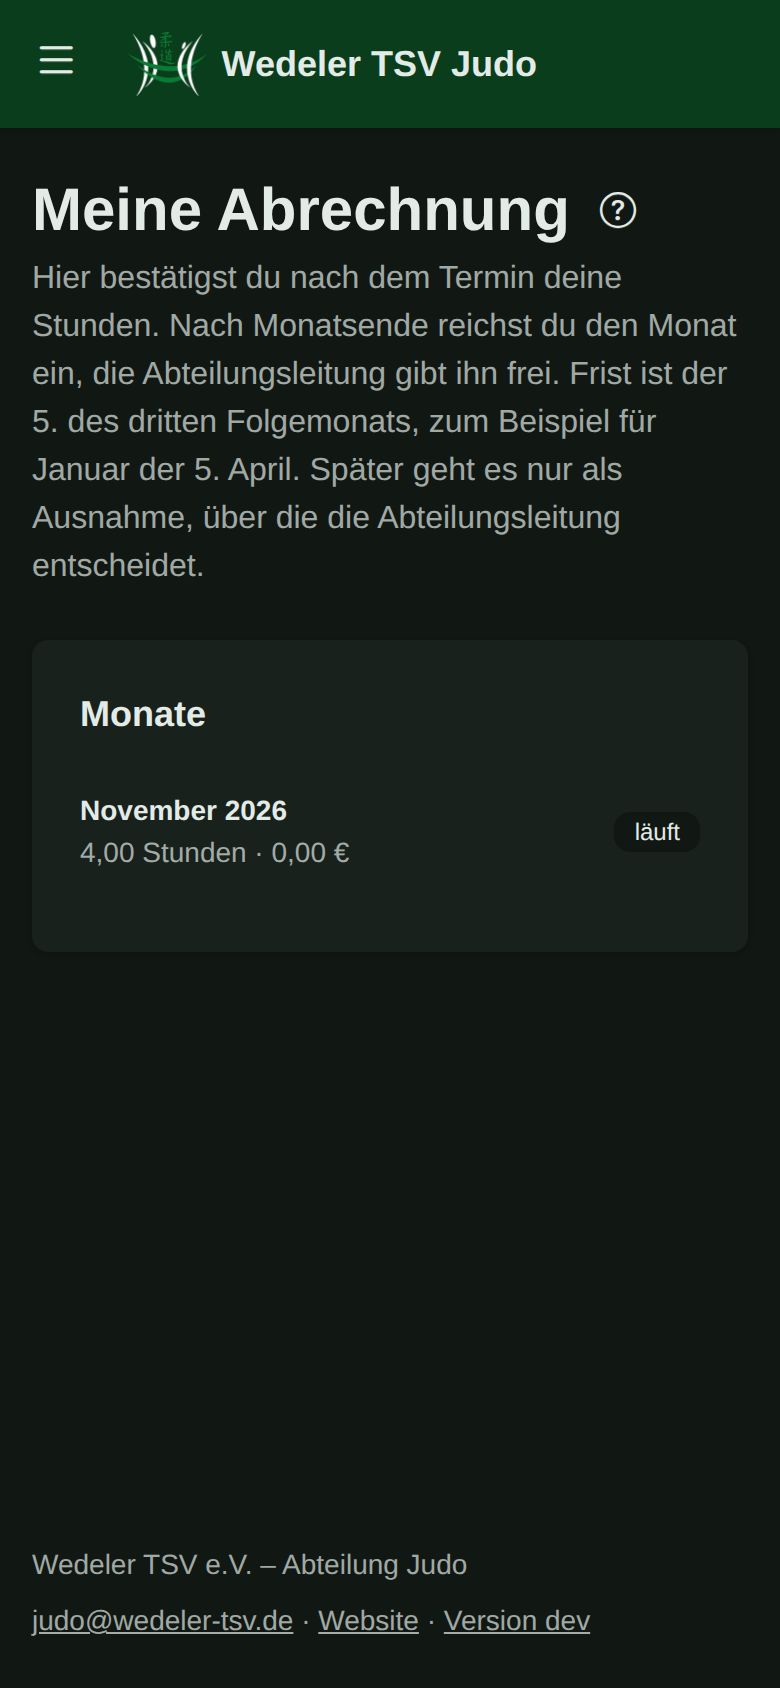 柔道
Wedeler TSV Judo
Meine Abrechnung ?
Hier bestätigst du nach dem Termin deine
Stunden. Nach Monatsende reichst du den Monat
ein, die Abteilungsleitung gibt ihn frei. Frist ist der
5. des dritten Folgemonats, zum Beispiel für
Januar der 5. April. Später geht es nur als
Ausnahme, über die die Abteilungsleitung
entscheidet.
Monate
November 2026
4,00 Stunden · 0,00 €
läuft
Wedeler TSV e.V. – Abteilung Judo
judo@wedeler-tsv.de · Website · Version dev